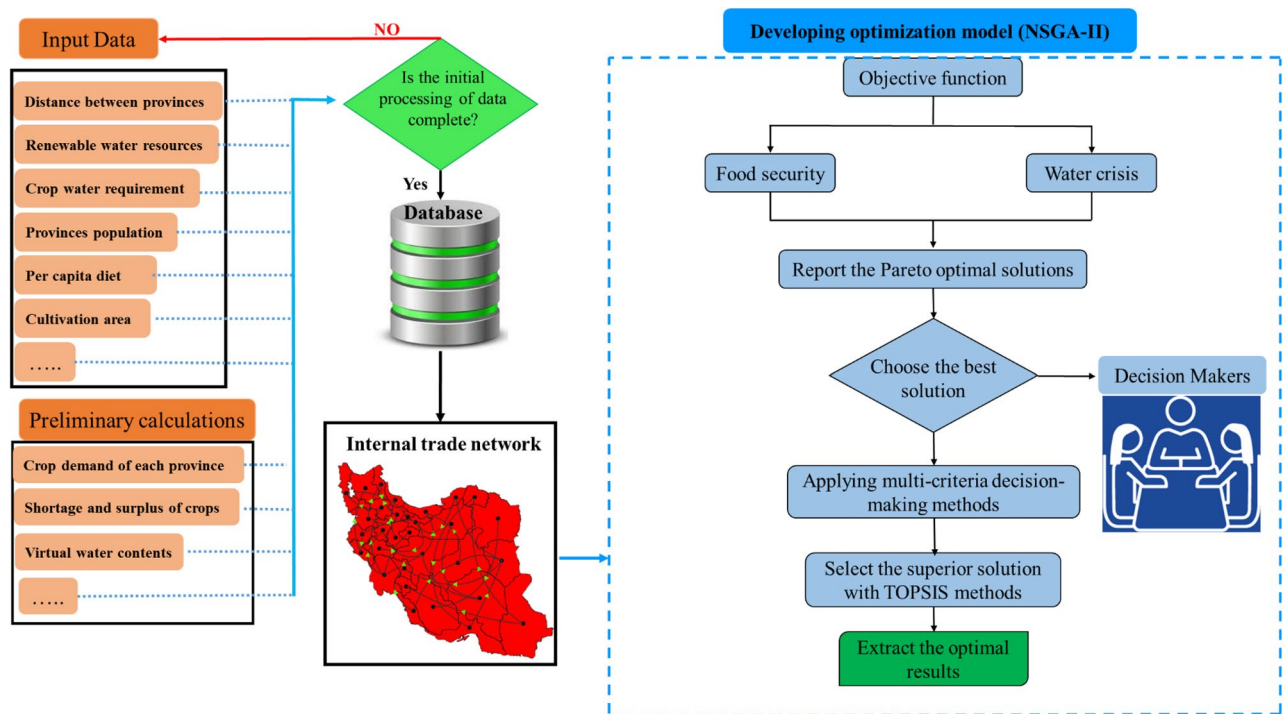 Input Data
Distance between provinces
Renewable water resources
Crop water requirement
Provinces population
Per capita diet
Cultivation area
…..
Preliminary calculations
Crop demand of each province
Shortage and surplus of crops
Virtual water contents
…..
NO
Is the initial
processing of data
complete?
Yes
Database
Internal trade network
Developing optimization model (NSGA-II)
Objective function
Food security
Water crisis
Report the Pareto optimal solutions
Choose the best
solution
Decision Makers
Applying multi-criteria decision-
making methods
Select the superior solution
with TOPSIS methods
Extract the optimal
results